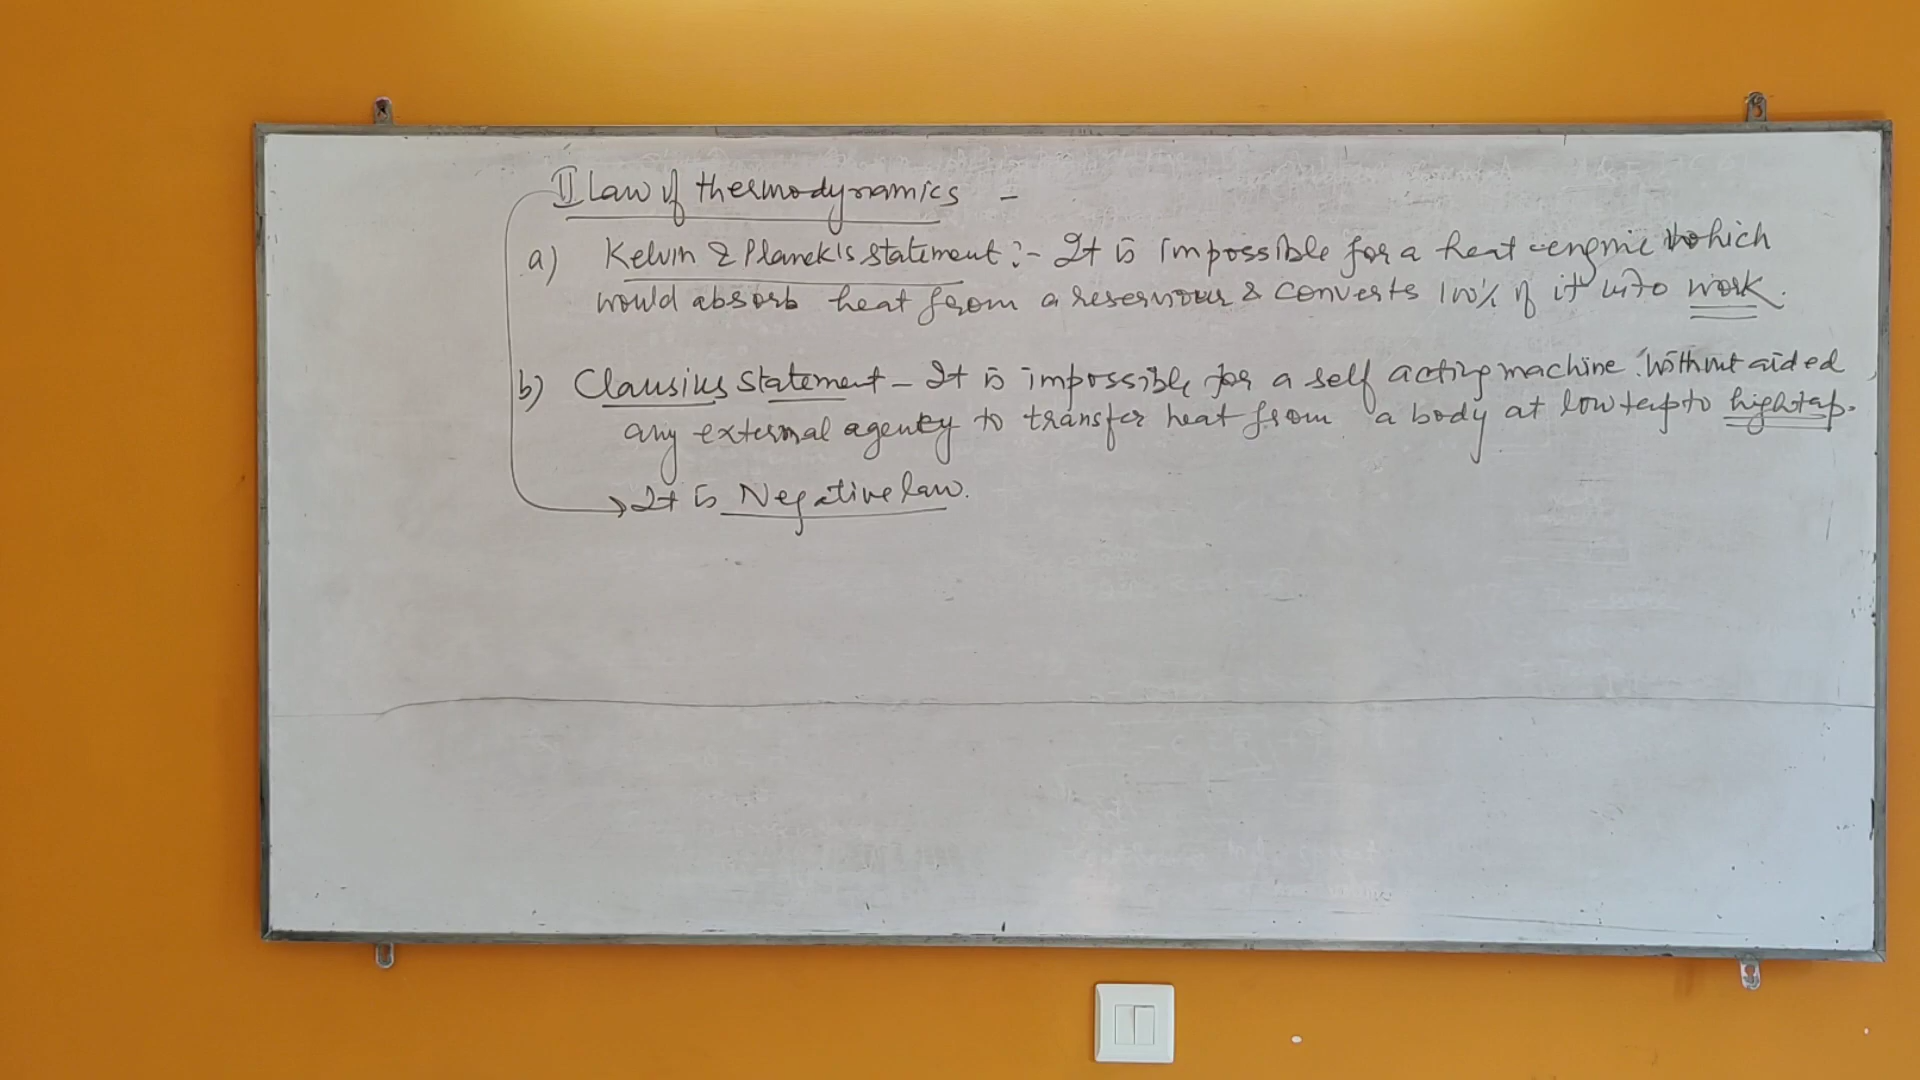 II Law of thermodynamics -
a) Kelvin & Planck's statement :- It is impossible for a heat engine which
would absorb heat from a reservour & converts 100% of it into work.
b) Clausius statement - It is impossible for a self acting machine without aided
any external agency to transfer heat from a body at low temp to high temp.
→ It is Negative law.